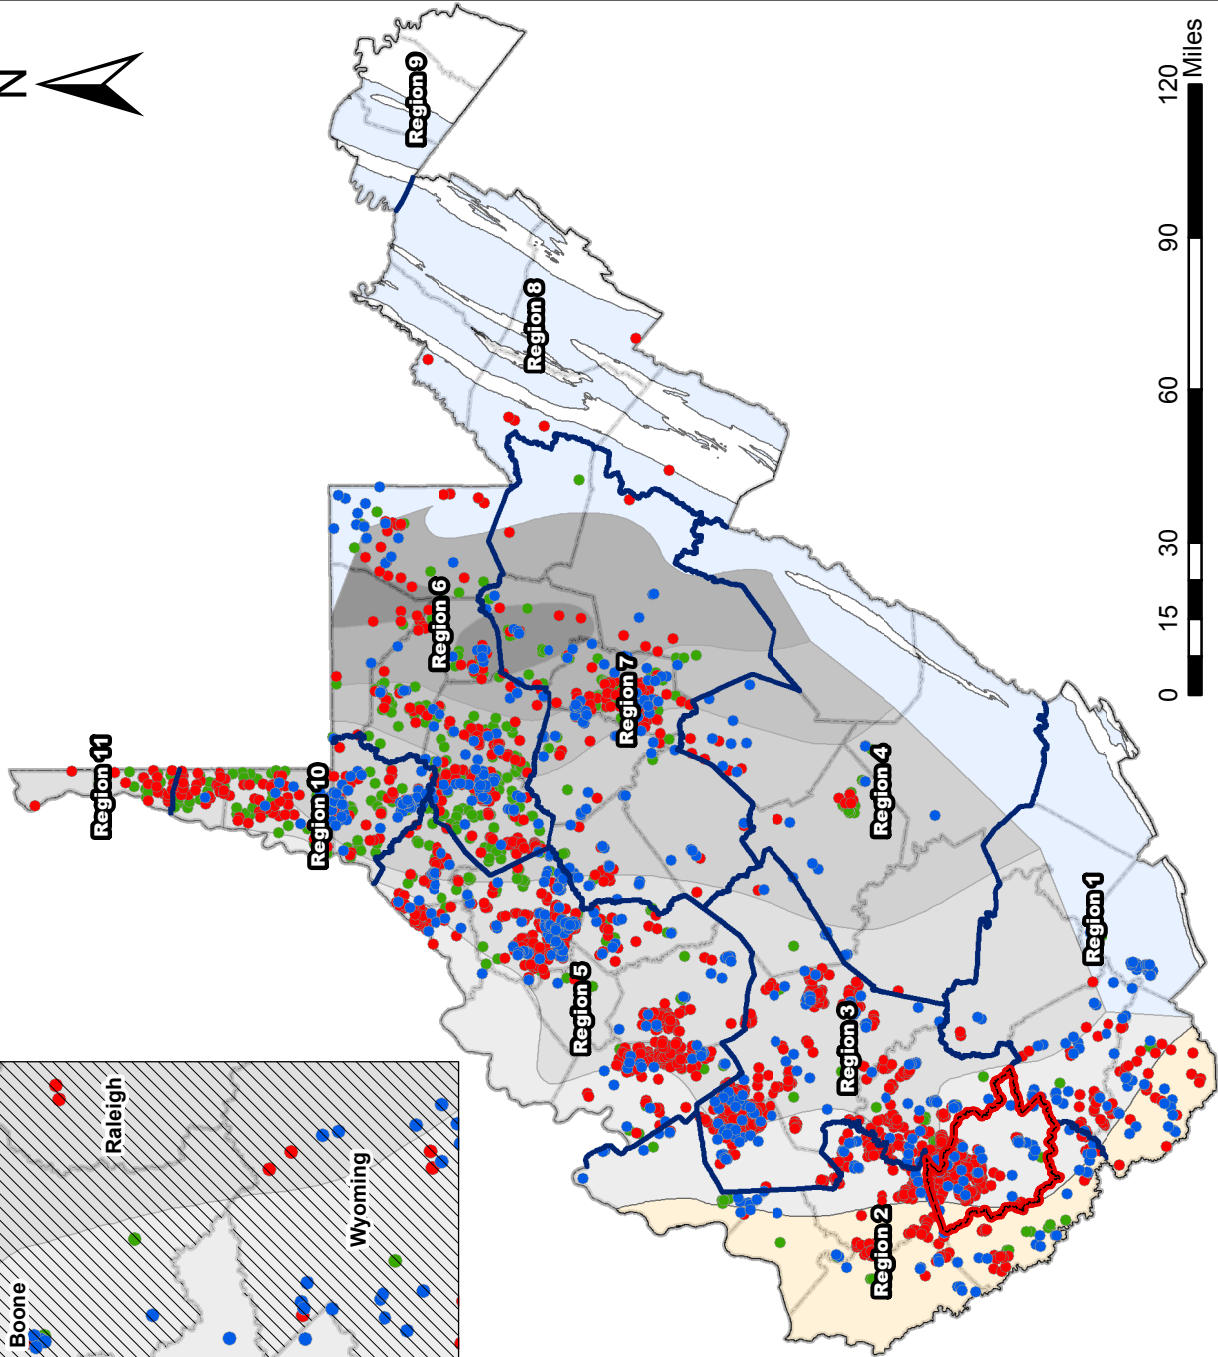 N
Region 9
Region 8
Region 11
Region 6
Region 10
Region 7
Region 4
Region 5
Region 1
Region 3
Region 2
Boone
Raleigh
Wyoming
0 15 30 60 90 120
Miles